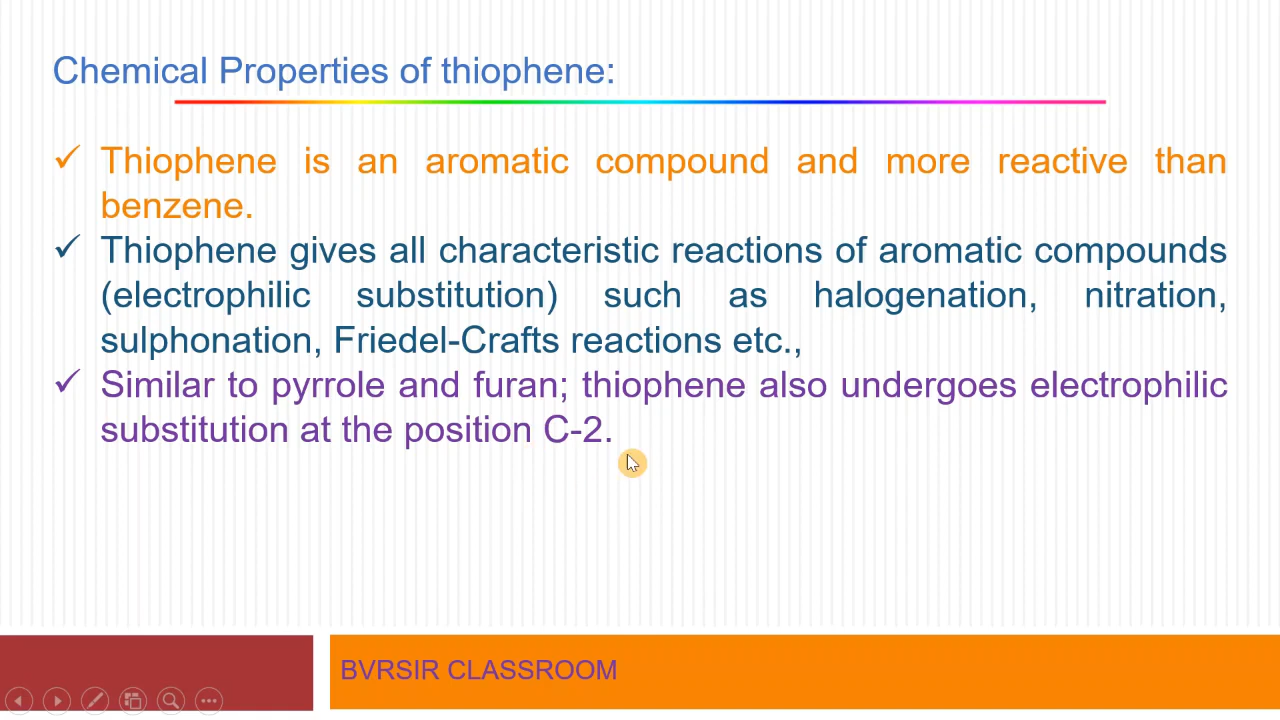 Chemical Properties of thiophene:
✓ Thiophene is an aromatic compound and more reactive than
benzene.
✓ Thiophene gives all characteristic reactions of aromatic compounds
(electrophilic substitution) such as halogenation, nitration,
sulphonation, Friedel-Crafts reactions etc.,
✓ Similar to pyrrole and furan; thiophene also undergoes electrophilic
substitution at the position C-2.
BVRSIR CLASSROOM